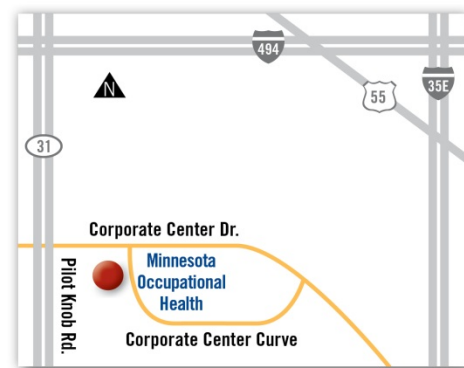 494
N
55
35E
31
Corporate Center Dr.
Pilot Knob Rd.
Minnesota
Occupational
Health
Corporate Center Curve